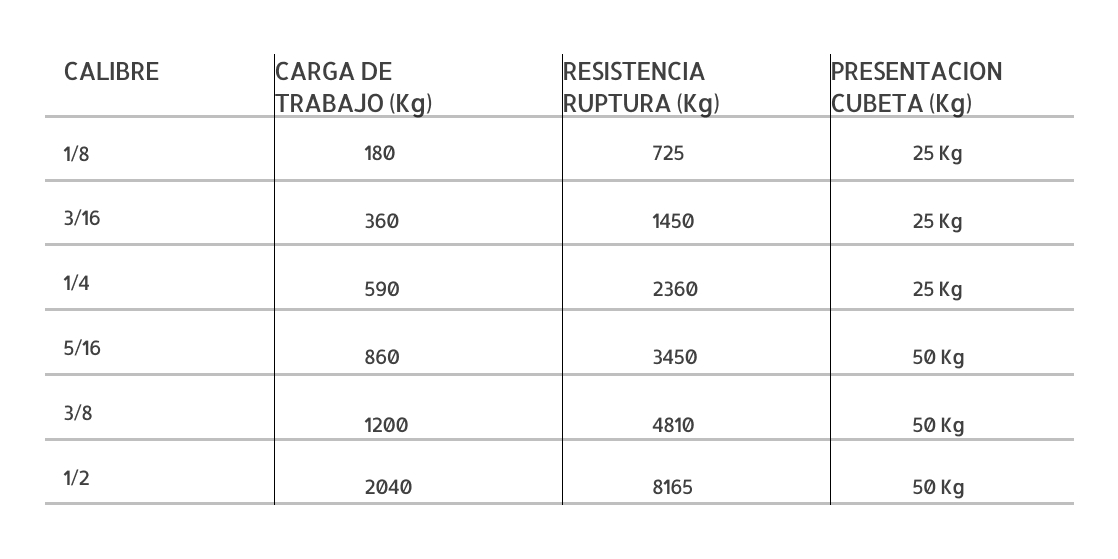 CALIBRE CARGA DE RESISTENCIA PRESENTACION
TRABAJO (Kg) RUPTURA (Kg) CUBETA (Kg)
1/8 180 725 25 Kg
3/16 360 1450 25 Kg
1/4 590 2360 25 Kg
5/16 860 3450 50 Kg
3/8 1200 4810 50 Kg
1/2 2040 8165 50 Kg